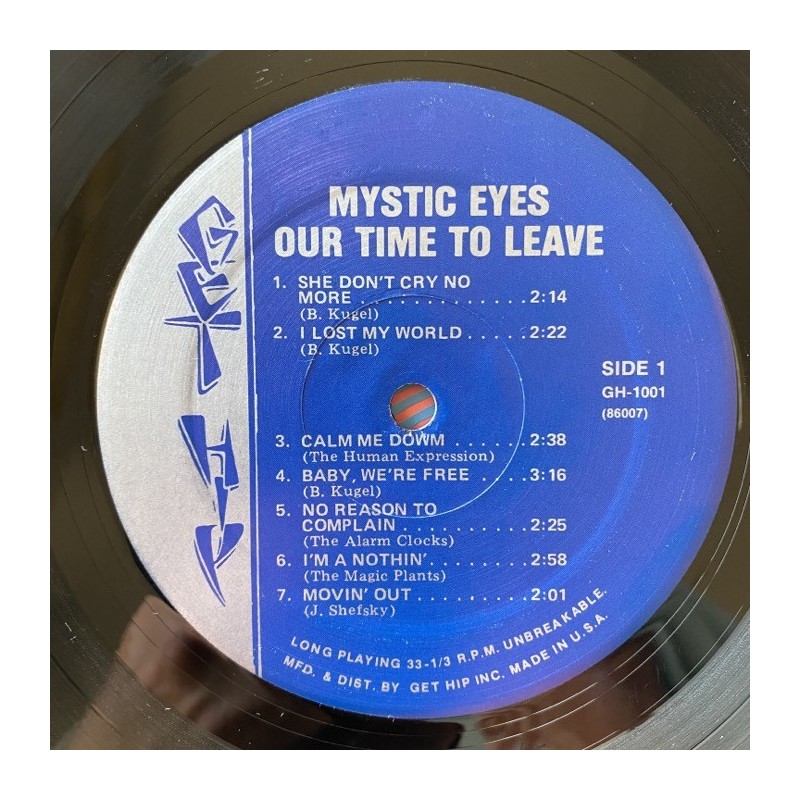 GET HIP
MYSTIC EYES
OUR TIME TO LEAVE
1. SHE DON'T CRY NO
MORE . . . . . . . . . . . . . 2:14
(B. Kugel)
2. I LOST MY WORLD . . . . . 2:22
(B. Kugel)
SIDE 1
GH-1001
(86007)
3. CALM ME DOWM . . . . . . 2:38
(The Human Expression)
4. BABY, WE'RE FREE . . . . 3:16
(B. Kugel)
5. NO REASON TO
COMPLAIN . . . . . . . . . . 2:25
(The Alarm Clocks)
6. I'M A NOTHIN' . . . . . . . . 2:58
(The Magic Plants)
7. MOVIN' OUT . . . . . . . . . 2:01
(J. Shefsky)
LONG PLAYING 33-1/3 R.P.M. UNBREAKABLE.
MFD. & DIST. BY GET HIP INC. MADE IN U.S.A.